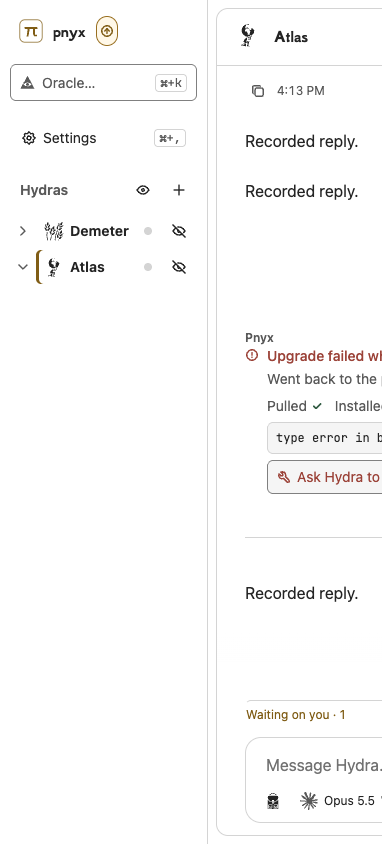 pnyx
Oracle...
⌘+k
Settings
⌘+,
Hydras
Demeter
Atlas
Atlas
4:13 PM
Recorded reply.
Recorded reply.
Pnyx
Upgrade failed
Went back to the
Pulled ✓ Installe
type error in b
Ask Hydra to
Recorded reply.
Waiting on you · 1
Message Hydra.
Opus 5.5